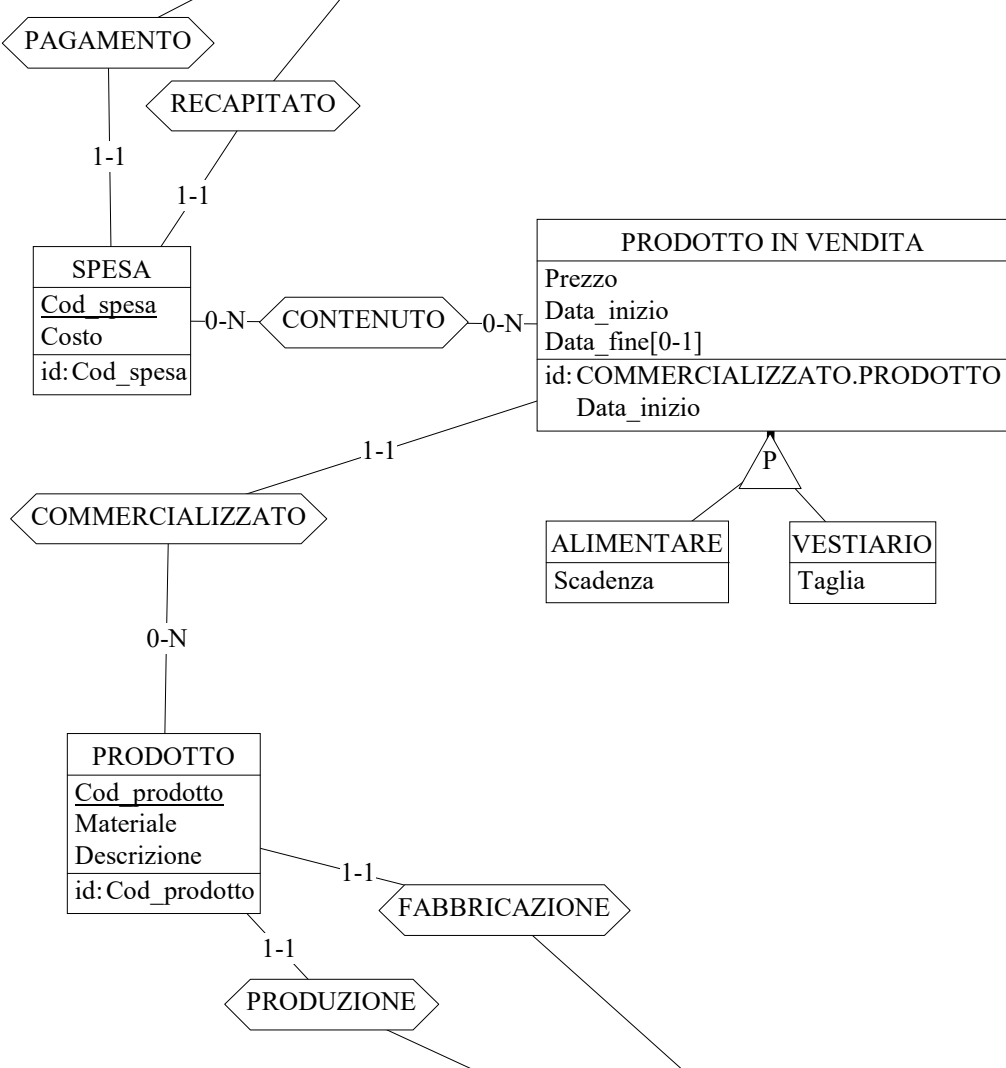 PAGAMENTO
RECAPITATO
1-1
1-1
SPESA
Cod_spesa
Costo
id: Cod_spesa
0-N
CONTENUTO
0-N
PRODOTTO IN VENDITA
Prezzo
Data_inizio
Data_fine[0-1]
id: COMMERCIALIZZATO.PRODOTTO
Data_inizio
1-1
P
COMMERCIALIZZATO
ALIMENTARE
Scadenza
VESTIARIO
Taglia
0-N
PRODOTTO
Cod_prodotto
Materiale
Descrizione
id: Cod_prodotto
1-1
FABBRICAZIONE
1-1
PRODUZIONE